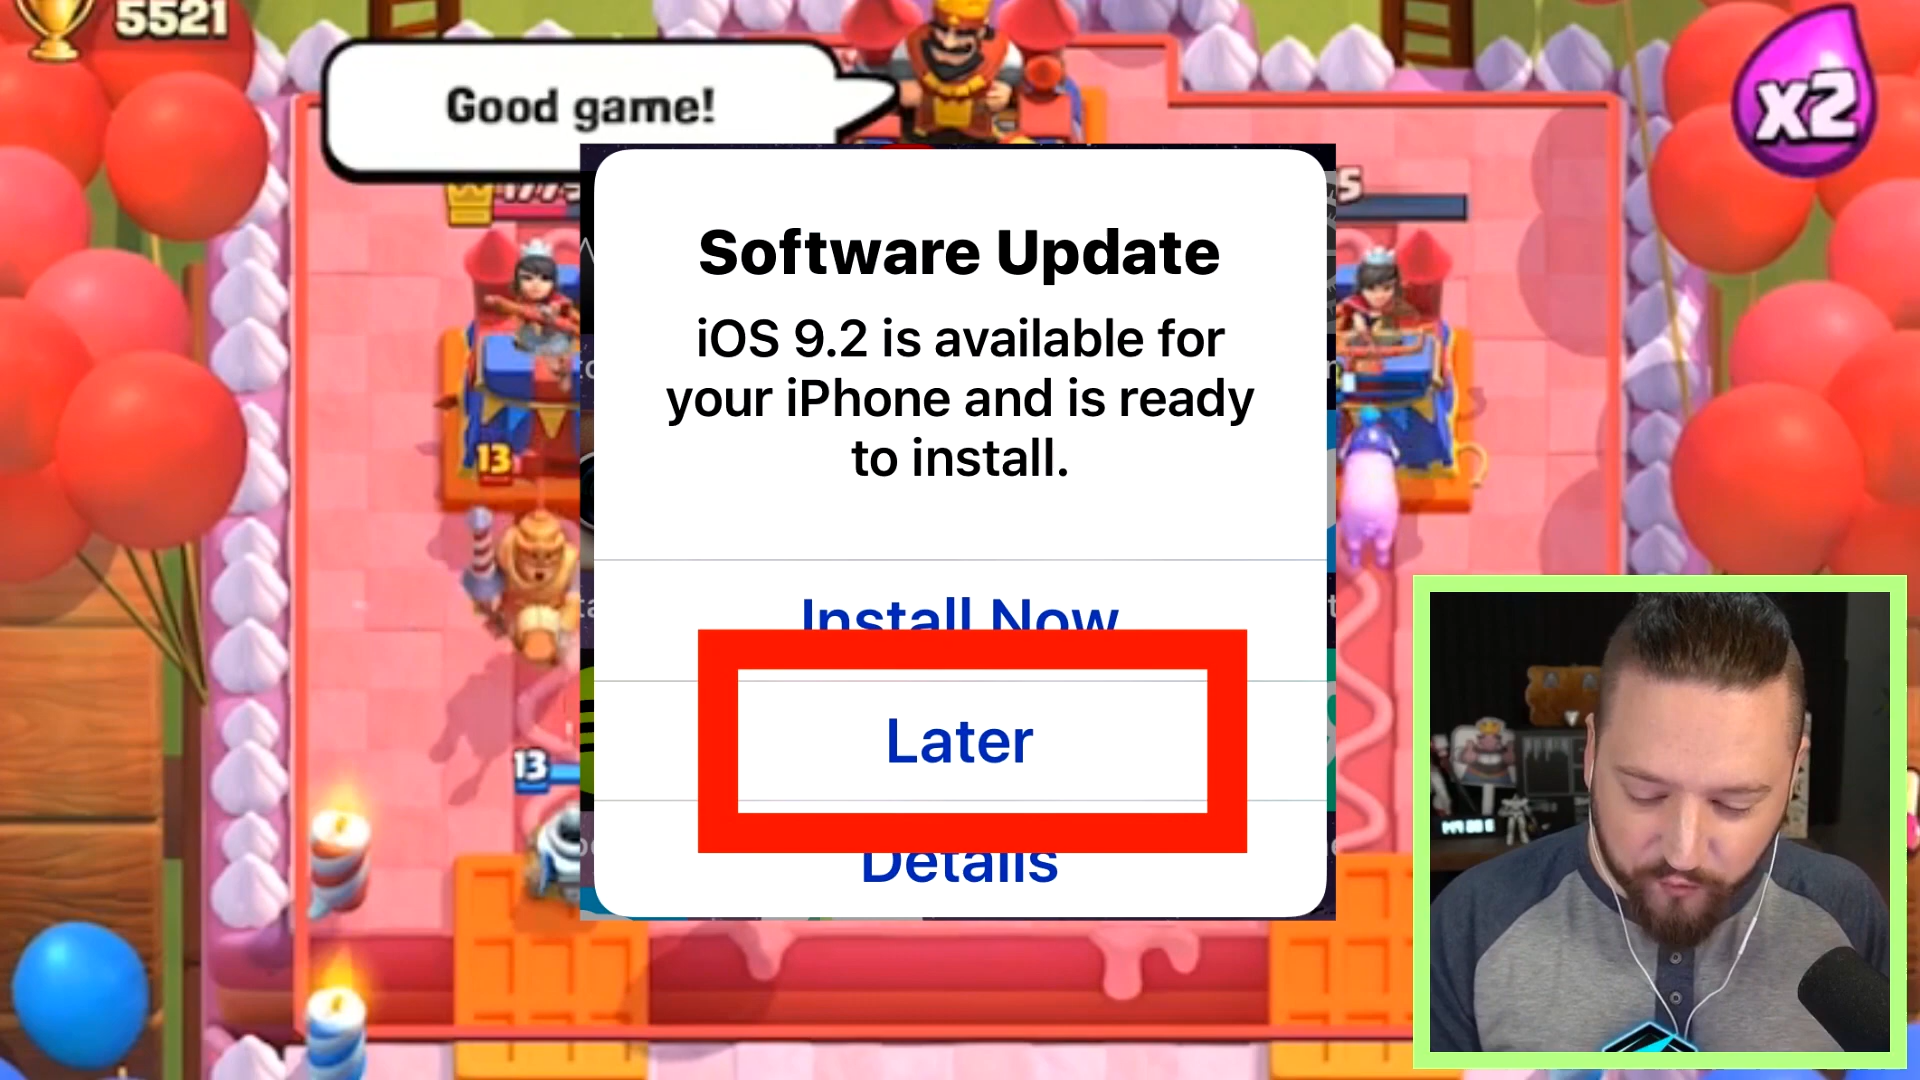 5521
Good game!
x2
Software Update
iOS 9.2 is available for
your iPhone and is ready
to install.
13
Install Now
Later
13
Details